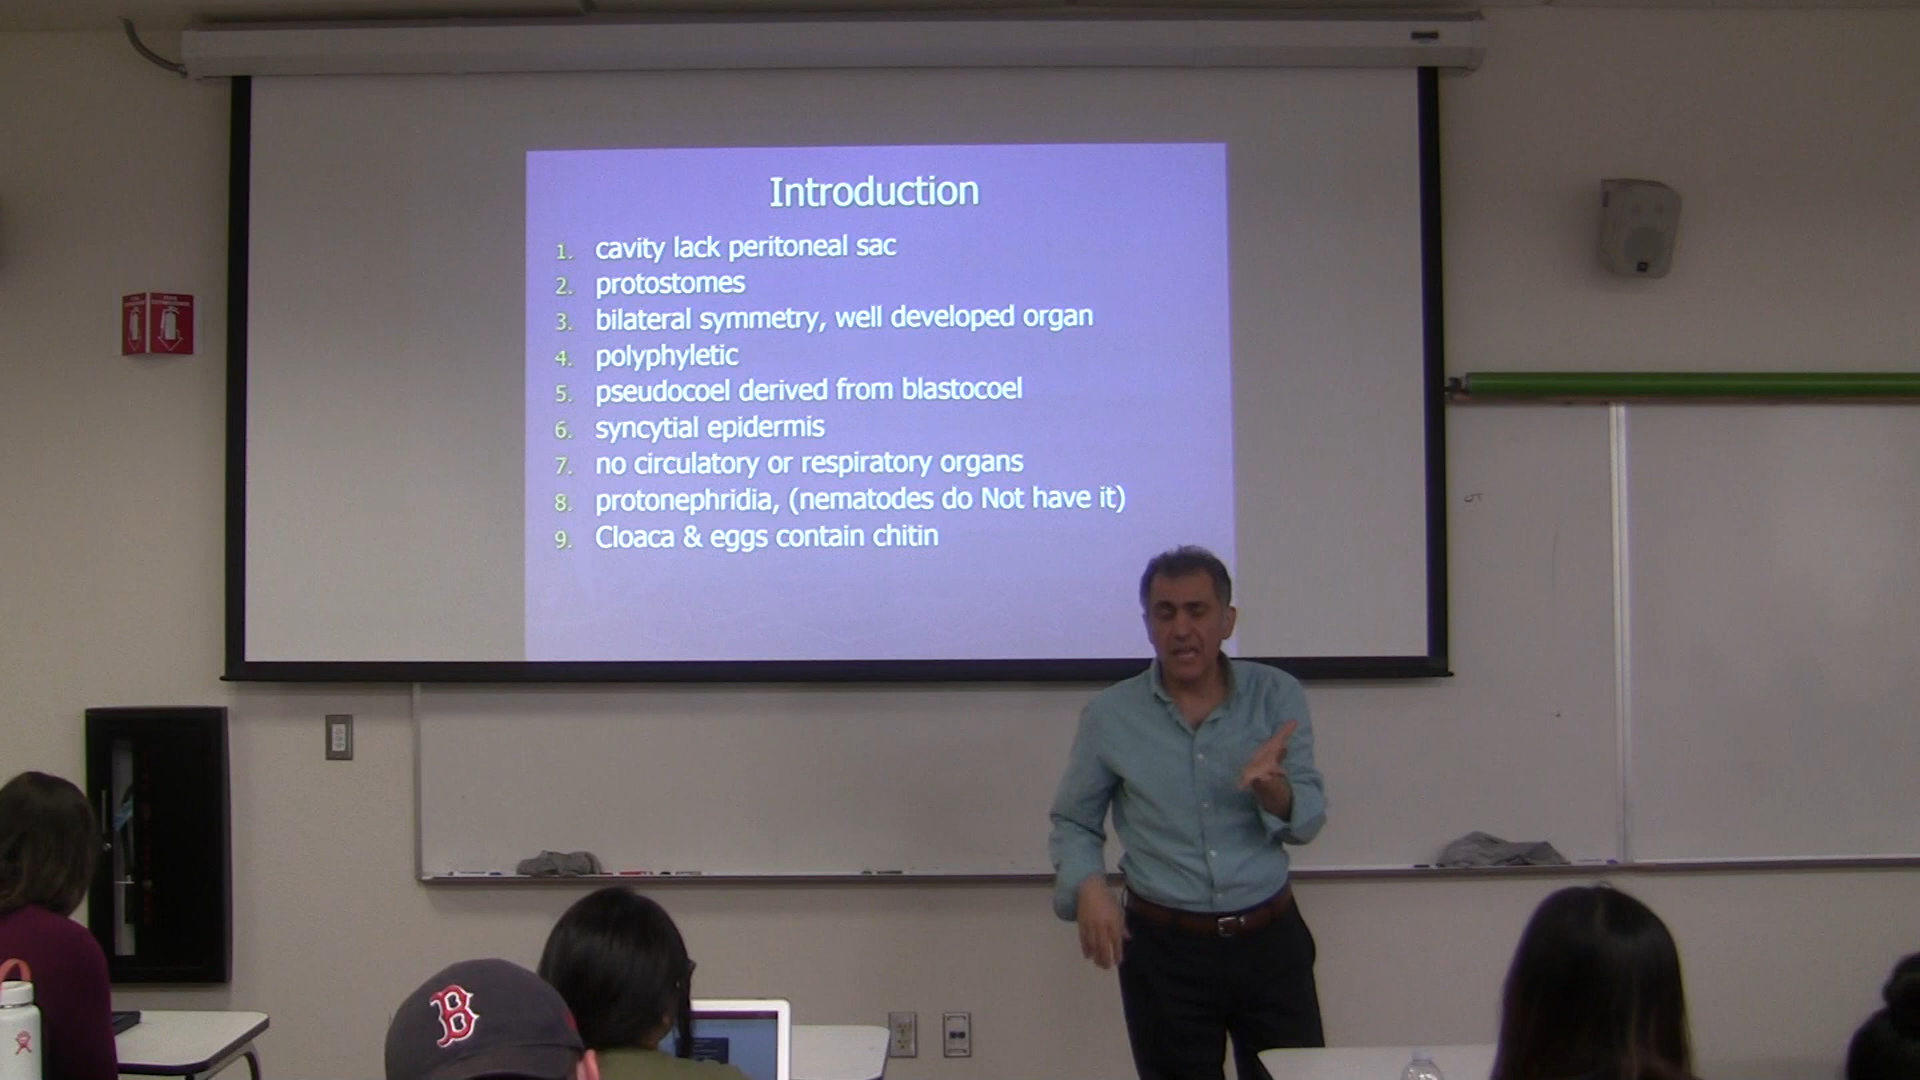 Introduction
1. cavity lack peritoneal sac
2. protostomes
3. bilateral symmetry, well developed organ
4. polyphyletic
5. pseudocoel derived from blastocoel
6. syncytial epidermis
7. no circulatory or respiratory organs
8. protonephridia, (nematodes do Not have it)
9. Cloaca & eggs contain chitin
B